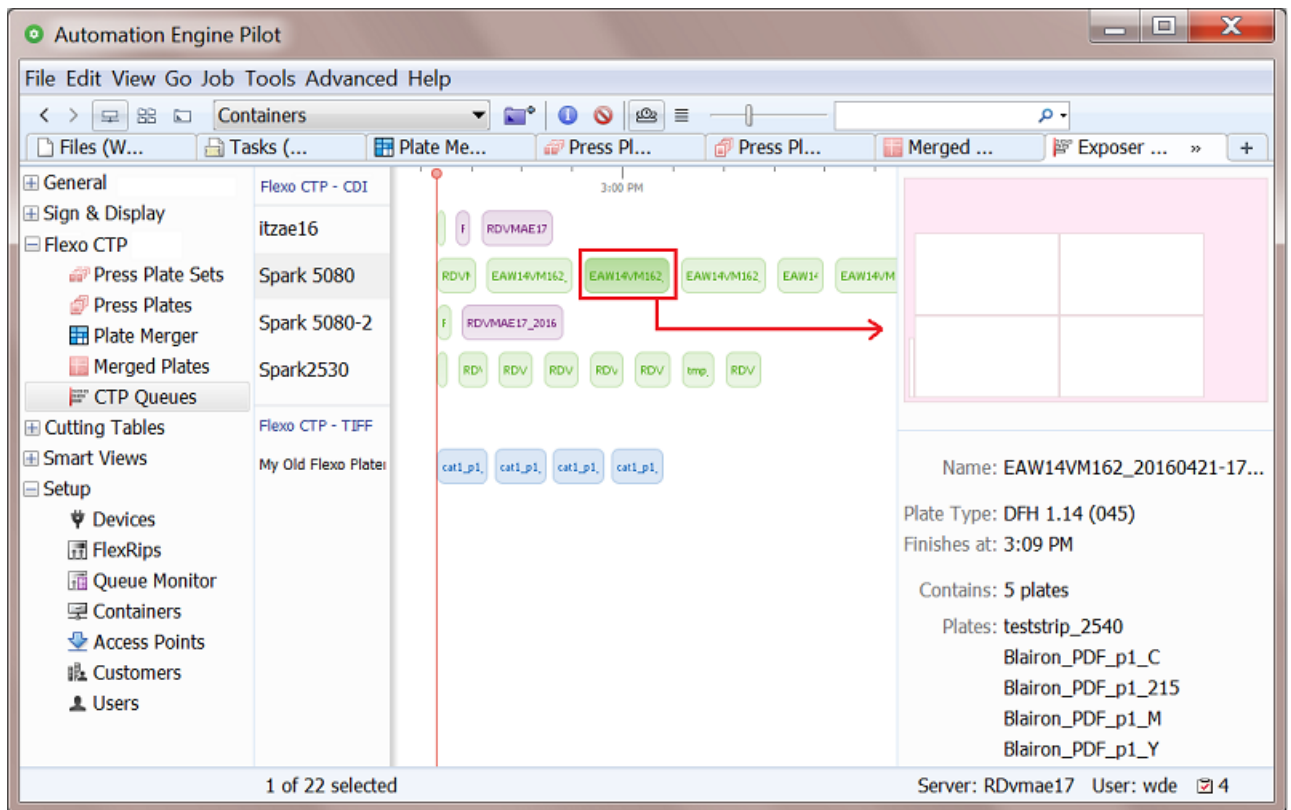 Automation Engine Pilot
File Edit View Go Job Tools Advanced Help
Containers
Files (W...
Tasks (...
Plate Me...
Press Pl...
Press Pl...
Merged ...
Exposer ...
»
+
General
Sign & Display
Flexo CTP
Press Plate Sets
Press Plates
Plate Merger
Merged Plates
CTP Queues
Cutting Tables
Smart Views
Setup
Devices
FlexRips
Queue Monitor
Containers
Access Points
Customers
Users
Flexo CTP - CDI
3:00 PM
itzae16
F RDVMAE17
Spark 5080
EAW14VM162_ EAW14VM162_ EAW14VM162_ EAW14 EAW14VM
Spark 5080-2
F RDVMAE17_2016
Spark2530
RDV RDV RDV RDV RDV tmp_ RDV
Flexo CTP - TIFF
My Old Flexo Plate
cat1_p1_ cat1_p1_ cat1_p1_ cat1_p1_
Name: EAW14VM162_20160421-17...
Plate Type: DFH 1.14 (045)
Finishes at: 3:09 PM
Contains: 5 plates
Plates: teststrip_2540
Blairon_PDF_p1_C
Blairon_PDF_p1_215
Blairon_PDF_p1_M
Blairon_PDF_p1_Y
1 of 22 selected
Server: RDvmae17 User: wde 4